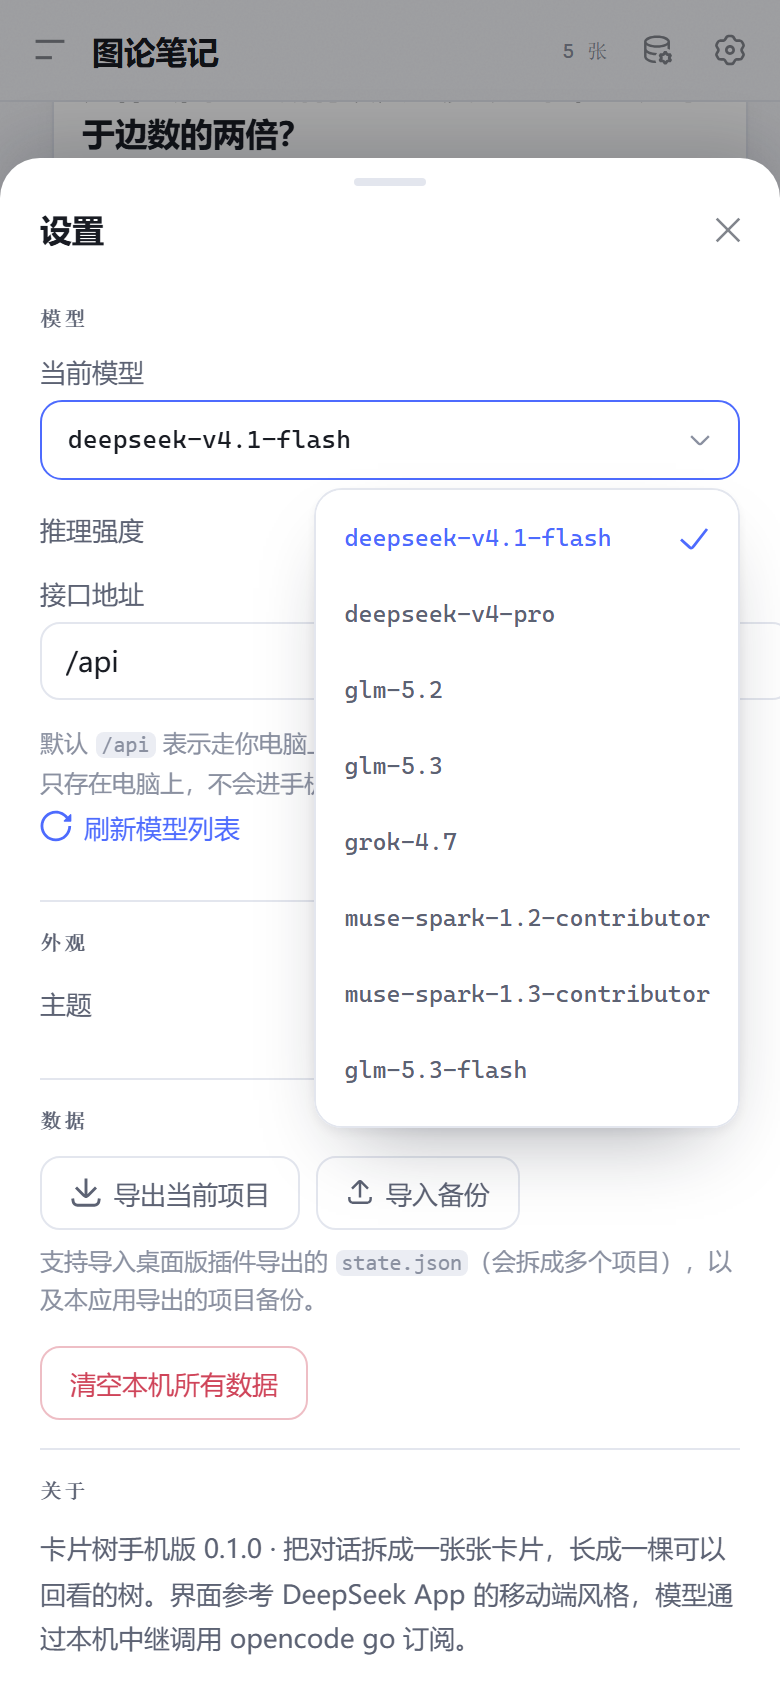 图论笔记
5 张
于边数的两倍?
设置
模型
当前模型
deepseek-v4.1-flash
推理强度
deepseek-v4.1-flash
deepseek-v4-pro
glm-5.2
glm-5.3
grok-4.7
muse-spark-1.2-contributor
muse-spark-1.3-contributor
glm-5.3-flash
接口地址
/api
默认 /api 表示走你电脑
只存在电脑上，不会进手
刷新模型列表
外观
主题
数据
导出当前项目
导入备份
支持导入桌面版插件导出的 state.json（会拆成多个项目），以
及本应用导出的项目备份。
清空本机所有数据
关于
卡片树手机版 0.1.0 · 把对话拆成一张张卡片，长成一棵可以
回看的树。界面参考 DeepSeek App 的移动端风格，模型通
过本机中继调用 opencode go 订阅。